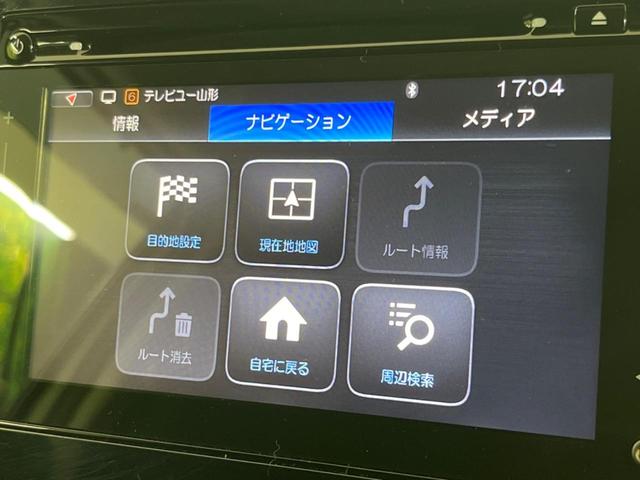 6 テレビユー山形
17:04
情報
ナビゲーション
メディア
目的地設定
現在地地図
ルート情報
ルート消去
自宅に戻る
周辺検索